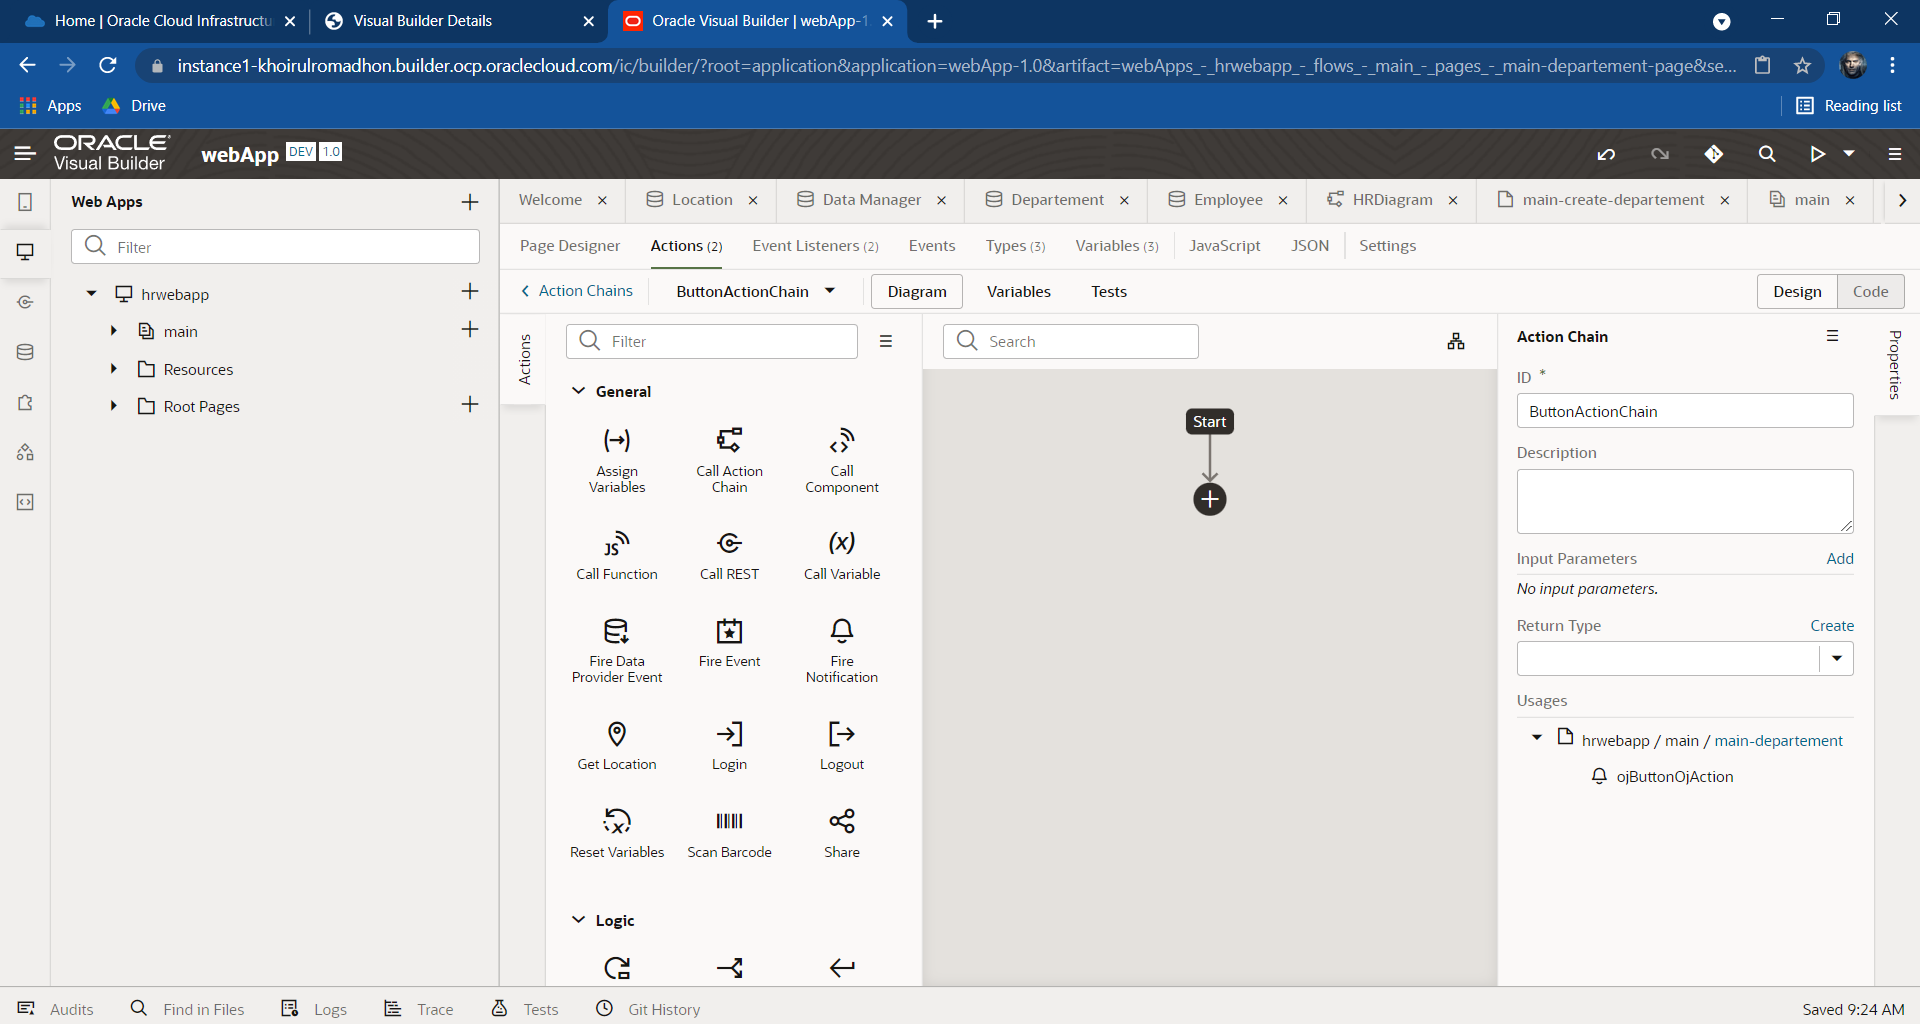 Home | Oracle Cloud Infrastructu
Visual Builder Details
Oracle Visual Builder | webApp-1
instance1-khoirulromadhon.builder.ocp.oraclecloud.com/ic/builder/?root=application&application=webApp-1.0&artifact=webApps_-_hrwebapp_-_flows_-_main_-_pages_-_main-departement-page&se...
Apps
Drive
Reading list
ORACLE
Visual Builder
webApp DEV 1.0
Web Apps
Filter
hrwebapp
main
Resources
Root Pages
Welcome
Location
Data Manager
Departement
Employee
HRDiagram
main-create-departement
main
Page Designer
Actions (2)
Event Listeners (2)
Events
Types (3)
Variables (3)
JavaScript
JSON
Settings
Action Chains
ButtonActionChain
Diagram
Variables
Tests
Design
Code
Actions
Filter
General
Assign
Variables
Call Action
Chain
Call
Component
JS
Call Function
Call REST
(x)
Call Variable
Fire Data
Provider Event
Fire Event
Fire
Notification
Get Location
Login
Logout
x
Reset Variables
Scan Barcode
Share
Logic
Search
Start
Action Chain
ID *
ButtonActionChain
Description
Input Parameters
Add
No input parameters.
Return Type
Create
Usages
hrwebapp / main / main-departement
ojButtonOjAction
Properties
Audits
Find in Files
Logs
Trace
Tests
Git History
Saved 9:24 AM